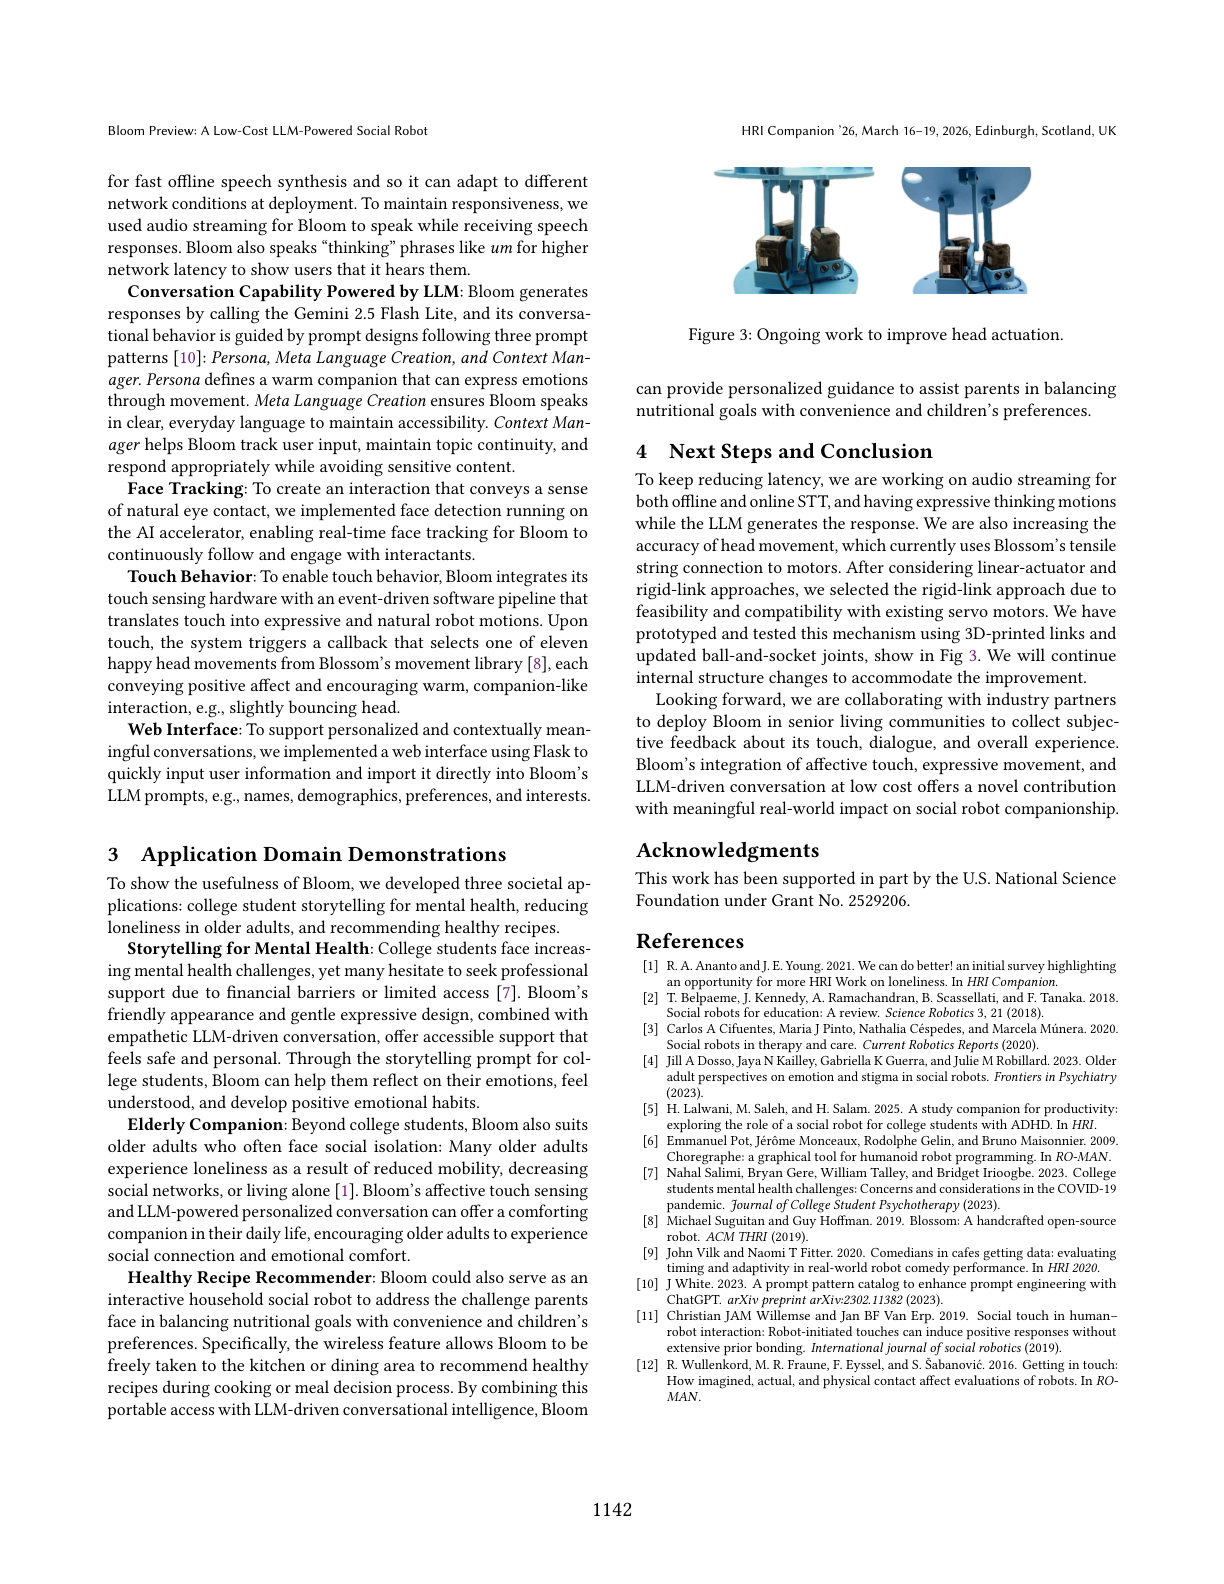 Bloom Preview: A Low-Cost LLM-Powered Social Robot
HRI Companion ’26, March 16–19, 2026, Edinburgh, Scotland, UK
for fast offline speech synthesis and so it can adapt to different
network conditions at deployment. To maintain responsiveness, we
used audio streaming for Bloom to speak while receiving speech
responses. Bloom also speaks “thinking” phrases like um for higher
network latency to show users that it hears them.
Conversation Capability Powered by LLM: Bloom generates
responses by calling the Gemini 2.5 Flash Lite, and its conversa-
tional behavior is guided by prompt designs following three prompt
patterns [10]: Persona, Meta Language Creation, and Context Man-
ager. Persona defines a warm companion that can express emotions
through movement. Meta Language Creation ensures Bloom speaks
in clear, everyday language to maintain accessibility. Context Man-
ager helps Bloom track user input, maintain topic continuity, and
respond appropriately while avoiding sensitive content.
Face Tracking: To create an interaction that conveys a sense
of natural eye contact, we implemented face detection running on
the AI accelerator, enabling real-time face tracking for Bloom to
continuously follow and engage with interactants.
Touch Behavior: To enable touch behavior, Bloom integrates its
touch sensing hardware with an event-driven software pipeline that
translates touch into expressive and natural robot motions. Upon
touch, the system triggers a callback that selects one of eleven
happy head movements from Blossom’s movement library [8], each
conveying positive affect and encouraging warm, companion-like
interaction, e.g., slightly bouncing head.
Web Interface: To support personalized and contextually mean-
ingful conversations, we implemented a web interface using Flask to
quickly input user information and import it directly into Bloom’s
LLM prompts, e.g., names, demographics, preferences, and interests.
3 Application Domain Demonstrations
To show the usefulness of Bloom, we developed three societal ap-
plications: college student storytelling for mental health, reducing
loneliness in older adults, and recommending healthy recipes.
Storytelling for Mental Health: College students face increas-
ing mental health challenges, yet many hesitate to seek professional
support due to financial barriers or limited access [7]. Bloom’s
friendly appearance and gentle expressive design, combined with
empathetic LLM-driven conversation, offer accessible support that
feels safe and personal. Through the storytelling prompt for col-
lege students, Bloom can help them reflect on their emotions, feel
understood, and develop positive emotional habits.
Elderly Companion: Beyond college students, Bloom also suits
older adults who often face social isolation: Many older adults
experience loneliness as a result of reduced mobility, decreasing
social networks, or living alone [1]. Bloom’s affective touch sensing
and LLM-powered personalized conversation can offer a comforting
companion in their daily life, encouraging older adults to experience
social connection and emotional comfort.
Healthy Recipe Recommender: Bloom could also serve as an
interactive household social robot to address the challenge parents
face in balancing nutritional goals with convenience and children’s
preferences. Specifically, the wireless feature allows Bloom to be
freely taken to the kitchen or dining area to recommend healthy
recipes during cooking or meal decision process. By combining this
portable access with LLM-driven conversational intelligence, Bloom
Figure 3: Ongoing work to improve head actuation.
can provide personalized guidance to assist parents in balancing
nutritional goals with convenience and children’s preferences.
4 Next Steps and Conclusion
To keep reducing latency, we are working on audio streaming for
both offline and online STT, and having expressive thinking motions
while the LLM generates the response. We are also increasing the
accuracy of head movement, which currently uses Blossom’s tensile
string connection to motors. After considering linear-actuator and
rigid-link approaches, we selected the rigid-link approach due to
feasibility and compatibility with existing servo motors. We have
prototyped and tested this mechanism using 3D-printed links and
updated ball-and-socket joints, show in Fig 3. We will continue
internal structure changes to accommodate the improvement.
Looking forward, we are collaborating with industry partners
to deploy Bloom in senior living communities to collect subjec-
tive feedback about its touch, dialogue, and overall experience.
Bloom’s integration of affective touch, expressive movement, and
LLM-driven conversation at low cost offers a novel contribution
with meaningful real-world impact on social robot companionship.
Acknowledgments
This work has been supported in part by the U.S. National Science
Foundation under Grant No. 2529206.
References
[1] R. A. Ananto and J. E. Young. 2021. We can do better! an initial survey highlighting
an opportunity for more HRI Work on loneliness. In HRI Companion.
[2] T. Belpaeme, J. Kennedy, A. Ramachandran, B. Scassellati, and F. Tanaka. 2018.
Social robots for education: A review. Science Robotics 3, 21 (2018).
[3] Carlos A Cifuentes, Maria J Pinto, Nathalia Céspedes, and Marcela Múnera. 2020.
Social robots in therapy and care. Current Robotics Reports (2020).
[4] Jill A Dosso, Jaya N Kailley, Gabriella K Guerra, and Julie M Robillard. 2023. Older
adult perspectives on emotion and stigma in social robots. Frontiers in Psychiatry
(2023).
[5] H. Lalwani, M. Saleh, and H. Salam. 2025. A study companion for productivity:
exploring the role of a social robot for college students with ADHD. In HRI.
[6] Emmanuel Pot, Jérôme Monceaux, Rodolphe Gelin, and Bruno Maisonnier. 2009.
Choregraphe: a graphical tool for humanoid robot programming. In RO-MAN.
[7] Nahal Salimi, Bryan Gere, William Talley, and Bridget Irioogbe. 2023. College
students mental health challenges: Concerns and considerations in the COVID-19
pandemic. Journal of College Student Psychotherapy (2023).
[8] Michael Suguitan and Guy Hoffman. 2019. Blossom: A handcrafted open-source
robot. ACM THRI (2019).
[9] John Vilk and Naomi T Fitter. 2020. Comedians in cafes getting data: evaluating
timing and adaptivity in real-world robot comedy performance. In HRI 2020.
[10] J White. 2023. A prompt pattern catalog to enhance prompt engineering with
ChatGPT. arXiv preprint arXiv:2302.11382 (2023).
[11] Christian JAM Willemse and Jan BF Van Erp. 2019. Social touch in human–
robot interaction: Robot-initiated touches can induce positive responses without
extensive prior bonding. International journal of social robotics (2019).
[12] R. Wullenkord, M. R. Fraune, F. Eyssel, and S. Šabanović. 2016. Getting in touch:
How imagined, actual, and physical contact affect evaluations of robots. In RO-
MAN.
1142